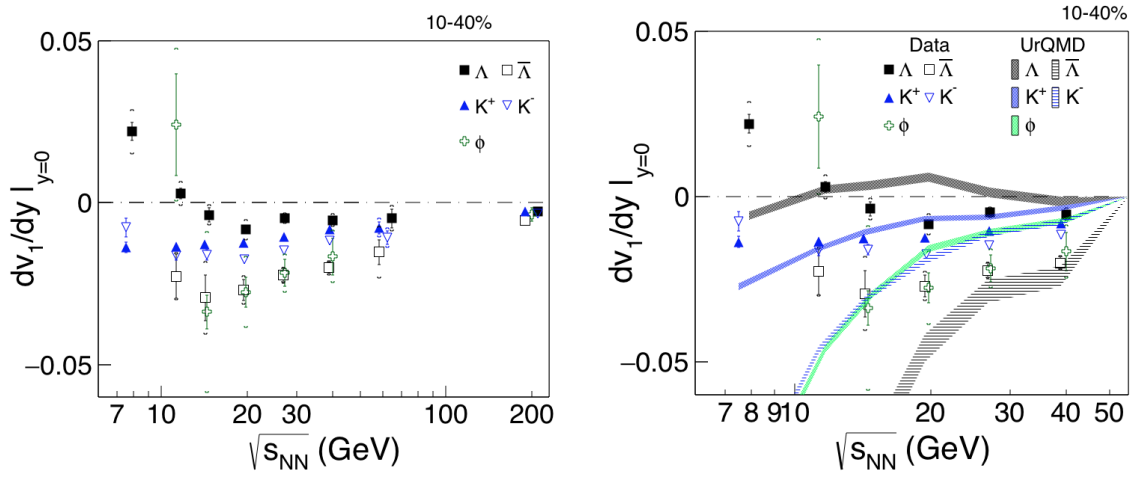 10-40%
0.05
Λ Λ̅
K⁺ K⁻
ϕ
0
−0.05
dv₁/dy|y=0
7 10 20 30 100 200
√sNN (GeV)
10-40%
0.05
Data UrQMD
Λ Λ̅ Λ Λ̅
K⁺ K⁻ K⁺ K⁻
ϕ ϕ
0
−0.05
dv₁/dy|y=0
7 8 910 20 30 40 50
√sNN (GeV)